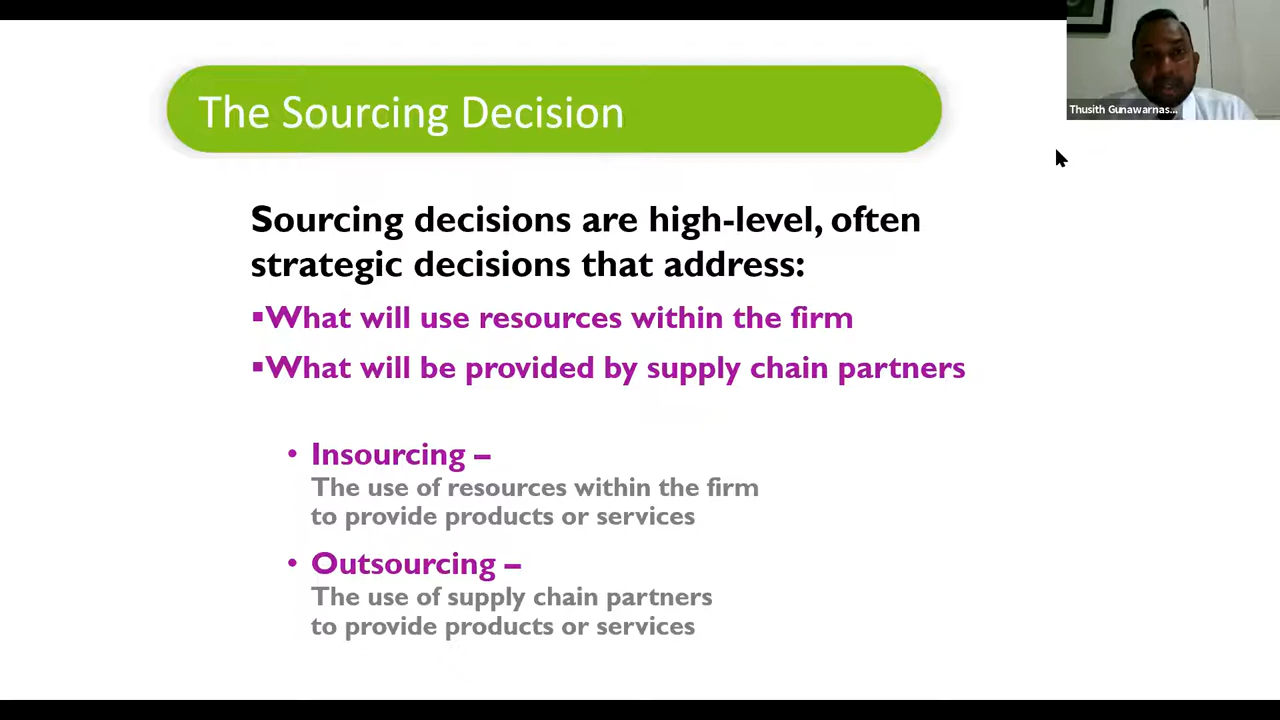 The Sourcing Decision
Thusith Gunawarnas...
Sourcing decisions are high-level, often
strategic decisions that address:
▪What will use resources within the firm
▪What will be provided by supply chain partners
• Insourcing –
The use of resources within the firm
to provide products or services
• Outsourcing –
The use of supply chain partners
to provide products or services